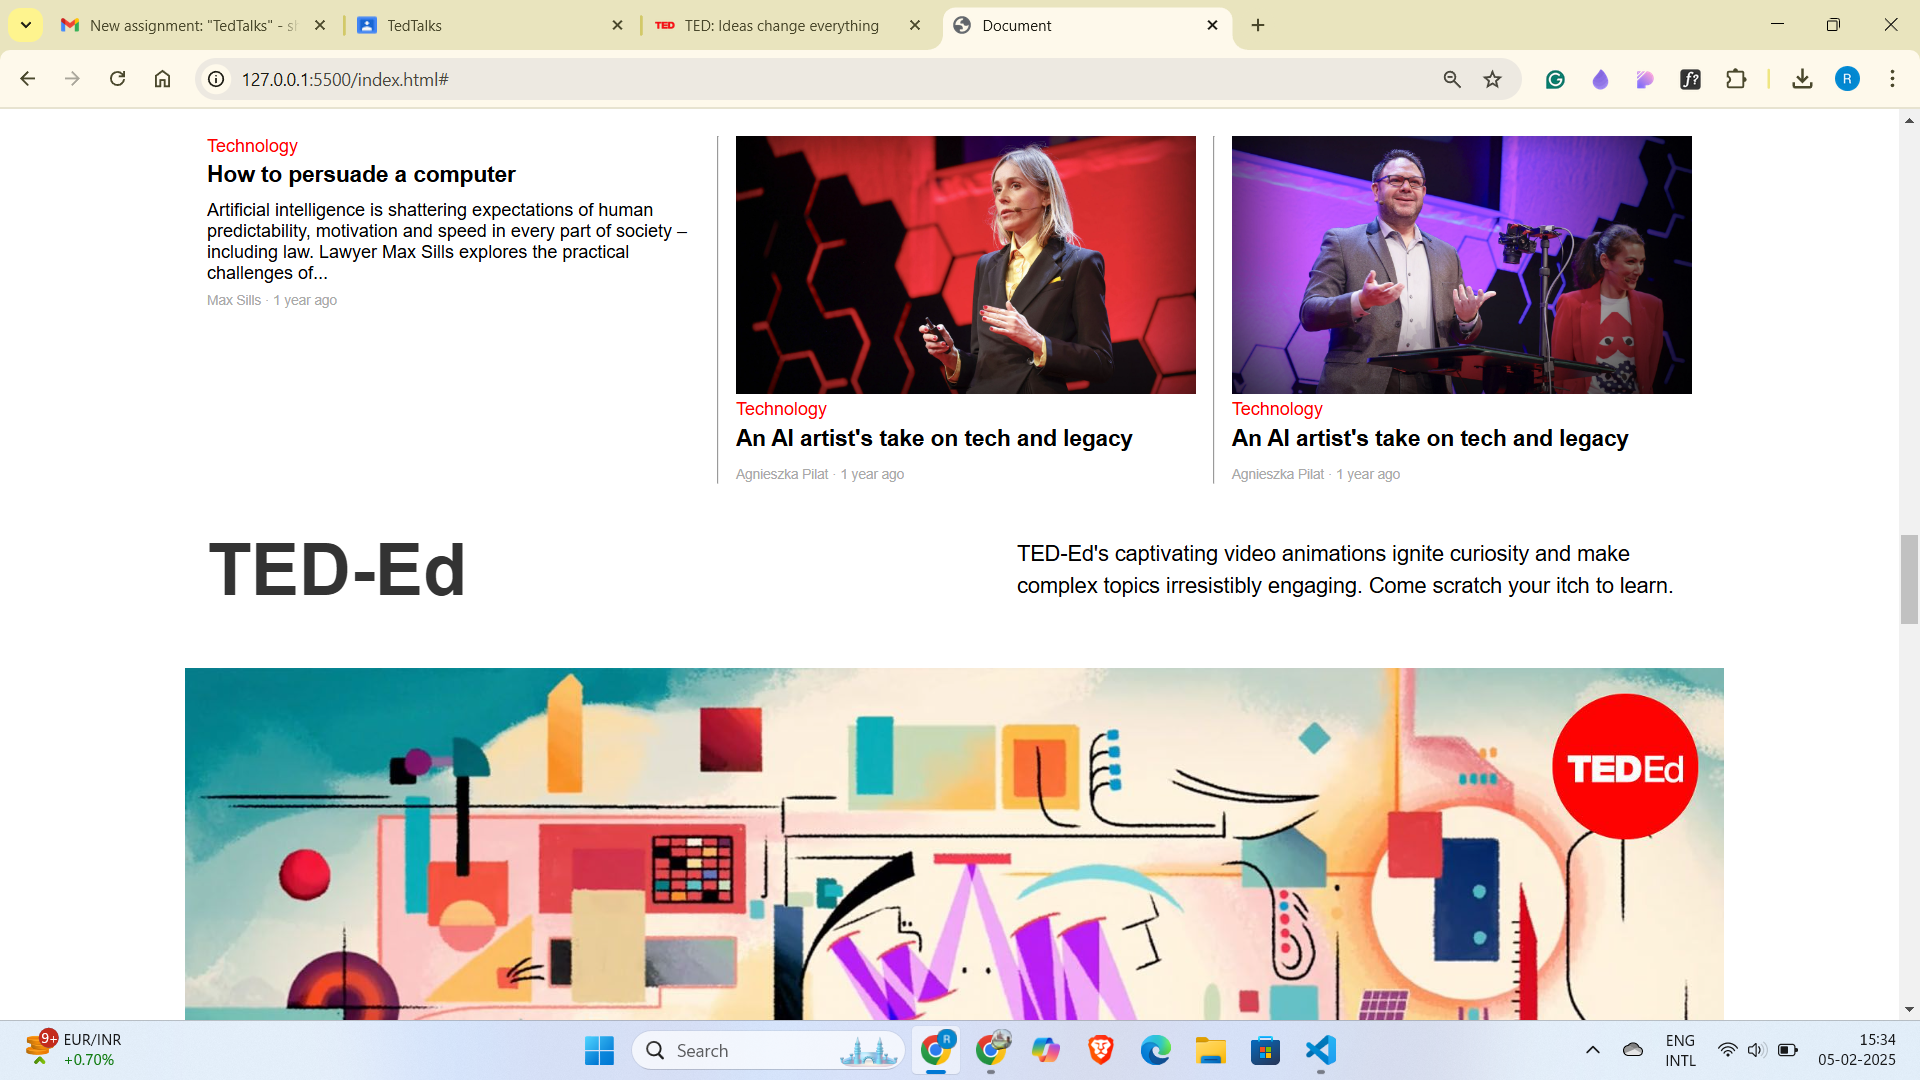 New assignment: "TedTalks" - sh
TedTalks
TED
TED: Ideas change everything
Document
127.0.0.1:5500/index.html#
R
Technology
How to persuade a computer
Artificial intelligence is shattering expectations of human
predictability, motivation and speed in every part of society –
including law. Lawyer Max Sills explores the practical
challenges of...
Max Sills · 1 year ago
Technology
An AI artist's take on tech and legacy
Agnieszka Pilat · 1 year ago
Technology
An AI artist's take on tech and legacy
Agnieszka Pilat · 1 year ago
TED-Ed
TED-Ed's captivating video animations ignite curiosity and make
complex topics irresistibly engaging. Come scratch your itch to learn.
TEDEd
9+
EUR/INR
+0.70%
Search
R
ENG
INTL
15:34
05-02-2025